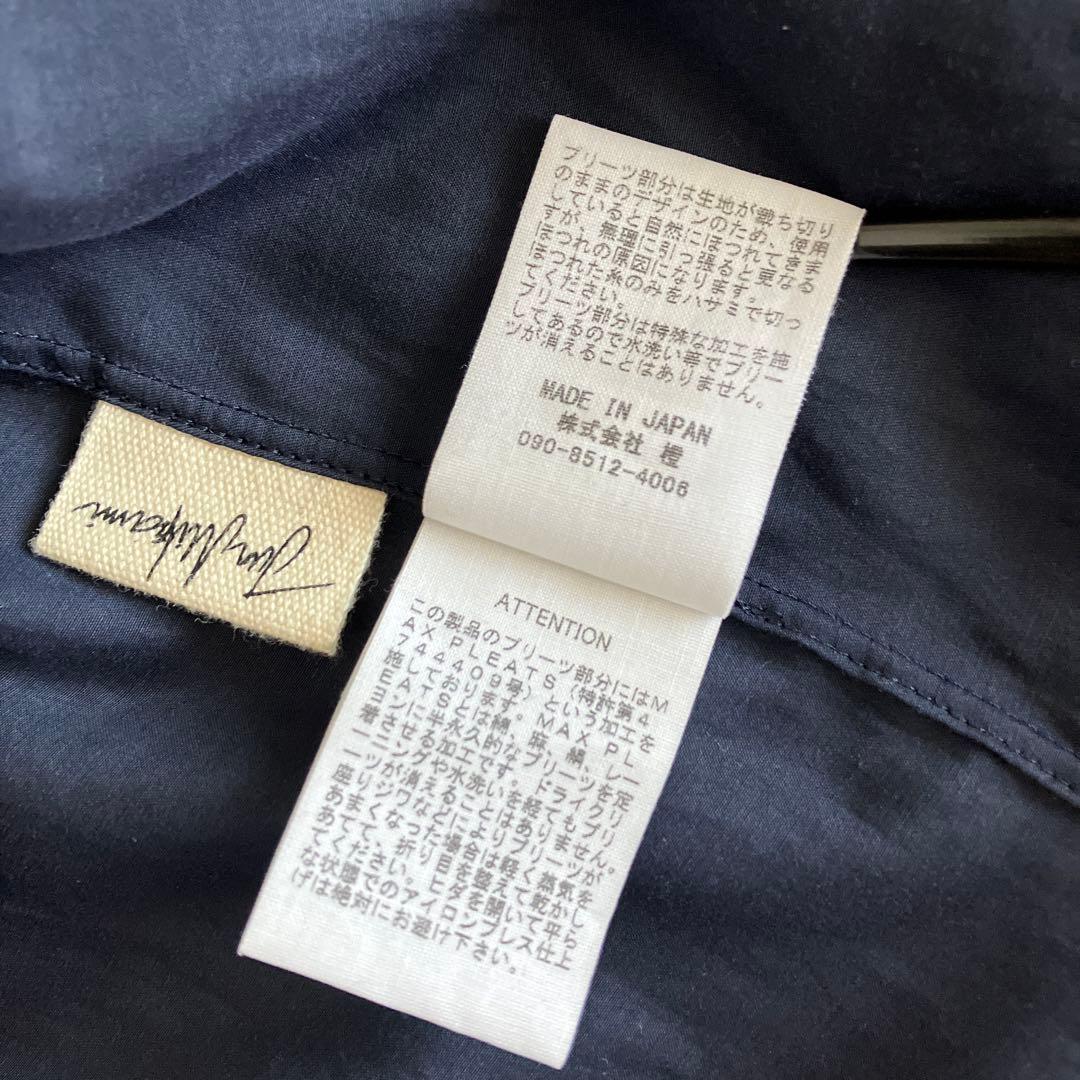 プリーツ部分は生地が裁ち切り
のままのデザインのため、使用
していると自然にほつれてきま
すが、無理に引っ張ると更なる
ほつれの原因になります。
ほつれた糸のみをハサミで切っ
てください。
プリーツ部分は特殊な加工を施
してあるので水洗い等でプリー
ツが消えることはありません。
MADE IN JAPAN
株式会社 橙
090-8512-4006
Jun Mikami
ATTENTION
この製品のプリーツ部分にはM
AX PLEATS（特許第4
744409号）という加工を
施しております。MAX PL
EATSとは綿、麻、絹、レー
ヨンに半永久的なプリーツを定
着させる加工です。ドライクリ
ーニングや水洗いを経てもプリ
ーツが消えることはありません。
座りジワなどによりプリーツが
あまくなった場合は軽く蒸気を
あてて、折り目を整えて乾かし
てください。ヒダを開いて平ら
な状態でのアイロンプレス仕上
げは絶対にお避け下さい。